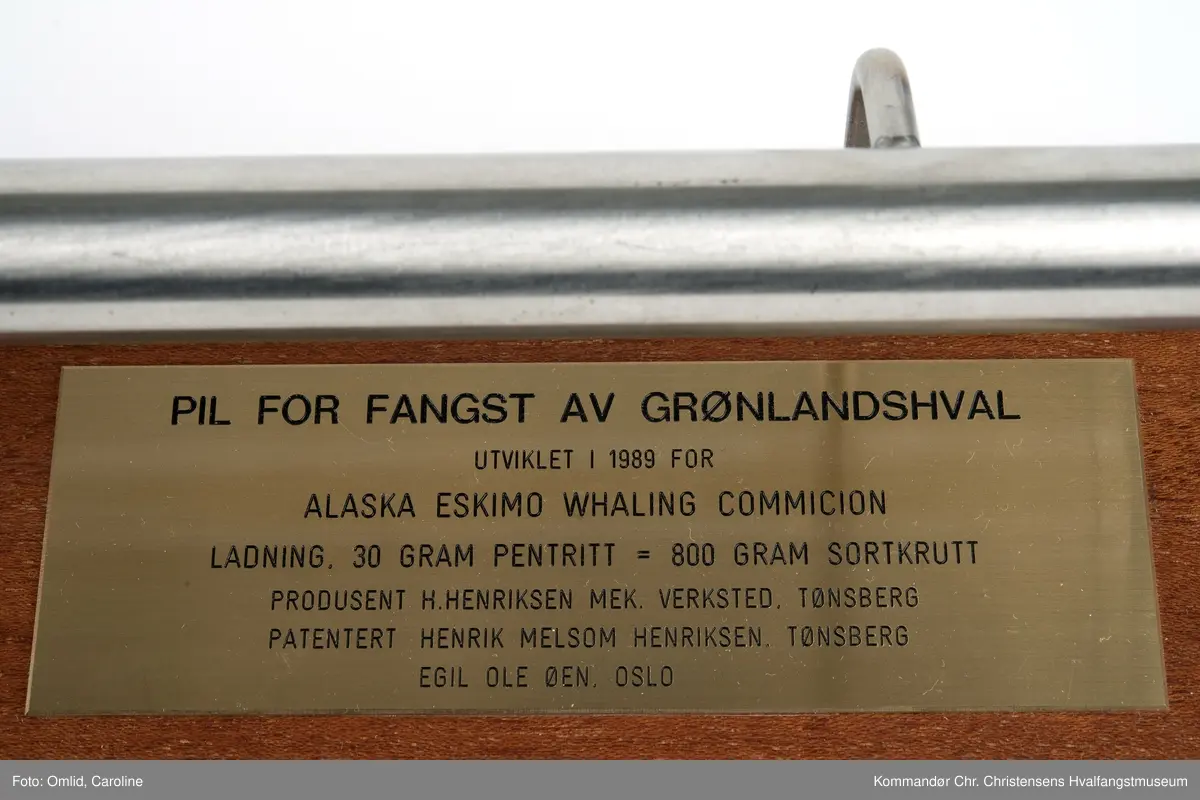 PIL FOR FANGST AV GRØNLANDSHVAL
UTVIKLET I 1989 FOR
ALASKA ESKIMO WHALING COMMICION
LADNING, 30 GRAM PENTRITT = 800 GRAM SORTKRUTT
PRODUSENT H.HENRIKSEN MEK. VERKSTED, TØNSBERG
PATENTERT HENRIK MELSOM HENRIKSEN. TØNSBERG
EGIL OLE ØEN, OSLO
Foto: Omlid, Caroline
Kommandør Chr. Christensens Hvalfangstmuseum